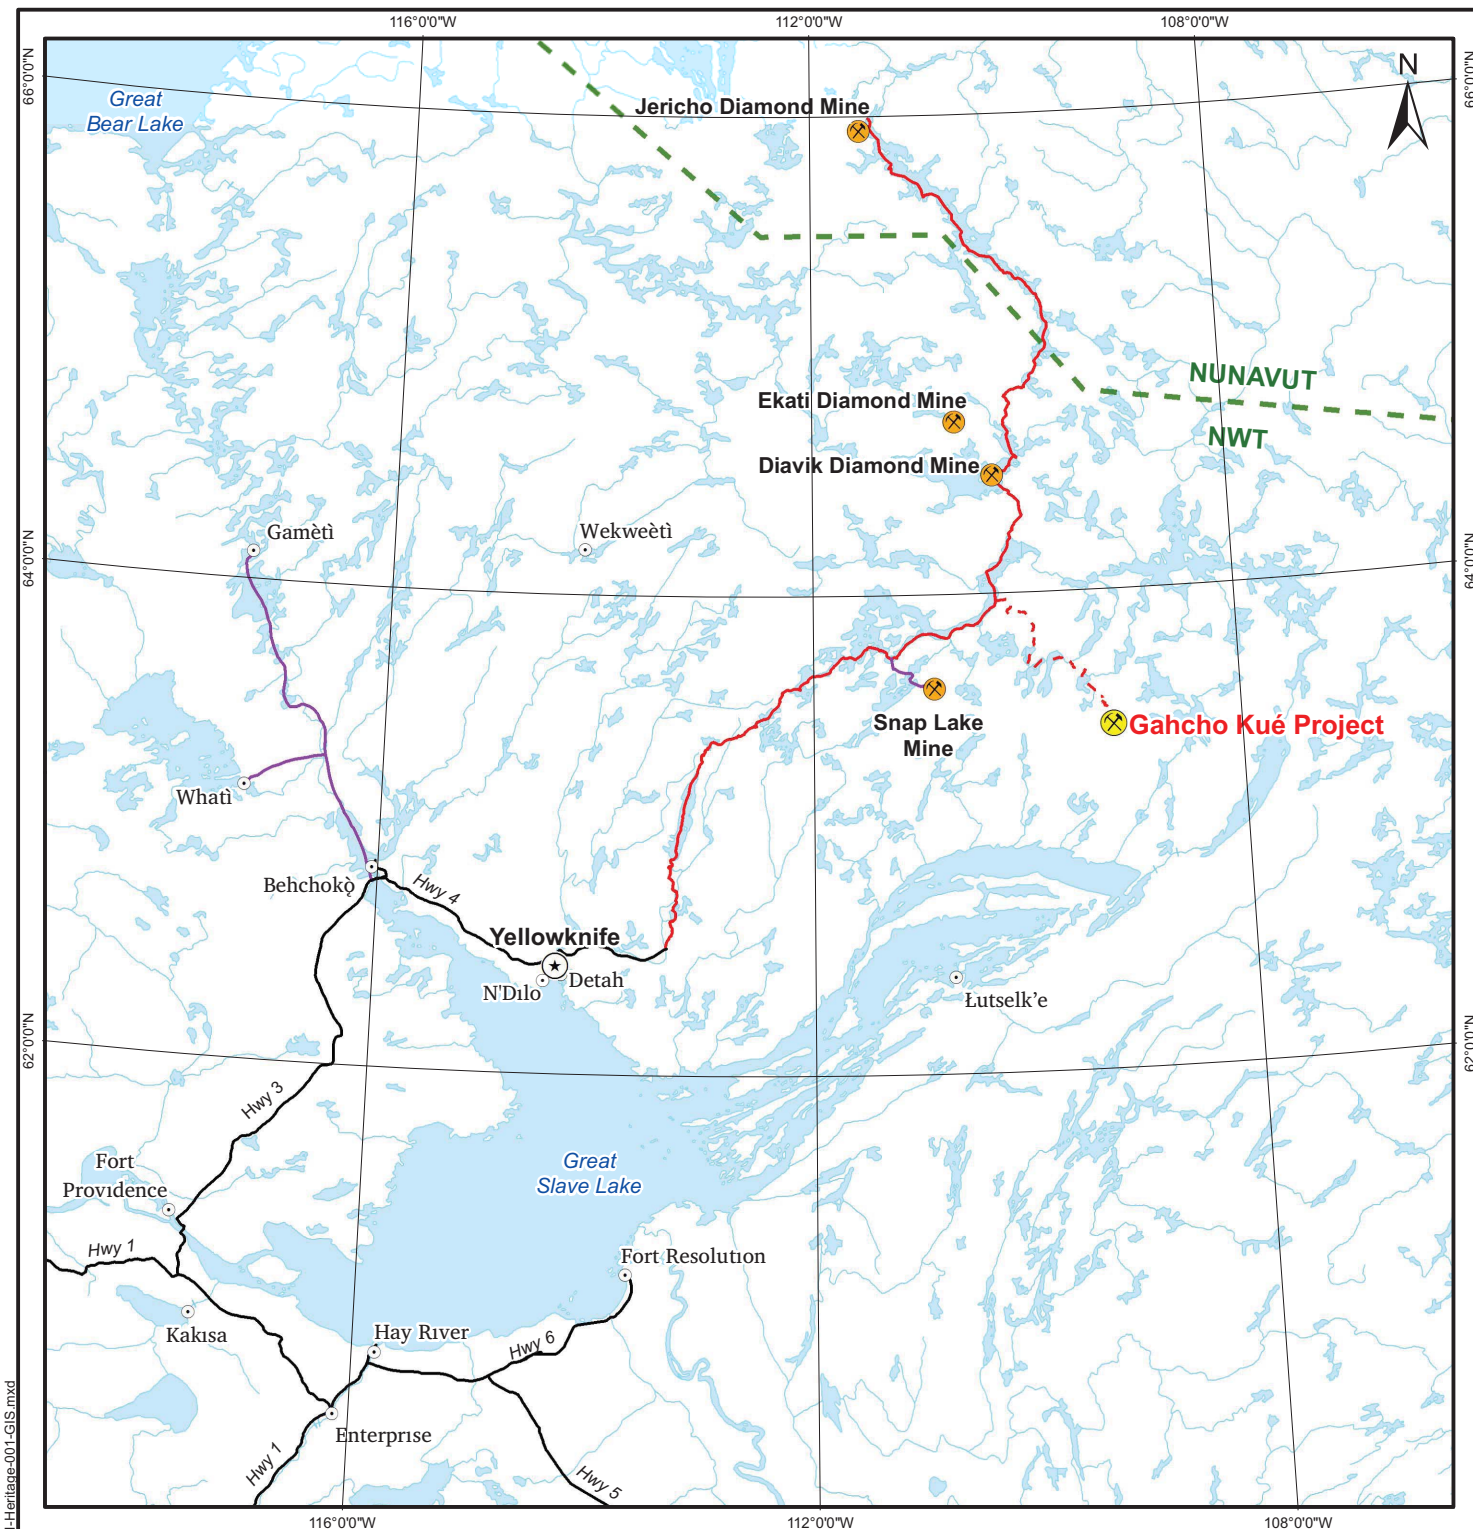 116°0'0"W
112°0'0"W
108°0'0"W
66°0'0"N
66°0'0"N
N
Great
Bear Lake
Jericho Diamond Mine
NUNAVUT
NWT
Ekati Diamond Mine
Diavik Diamond Mine
Gamètì
Wekweètì
64°0'0"N
64°0'0"N
Snap Lake
Mine
Gahcho Kué Project
Whatì
Behchokǫ̀
Hwy 4
Yellowknife
N'Dılo
Detah
Łutselk’e
62°0'0"N
62°0'0"N
Hwy 3
Fort
Provıdence
Great
Slave Lake
Hwy 1
Fort Resolutıon
Kakısa
Hay Rıver
Hwy 6
Enterprıse
Hwy 1
Hwy 5
I-Heritage-001-GIS.mxd
116°0'0"W
112°0'0"W
108°0'0"W